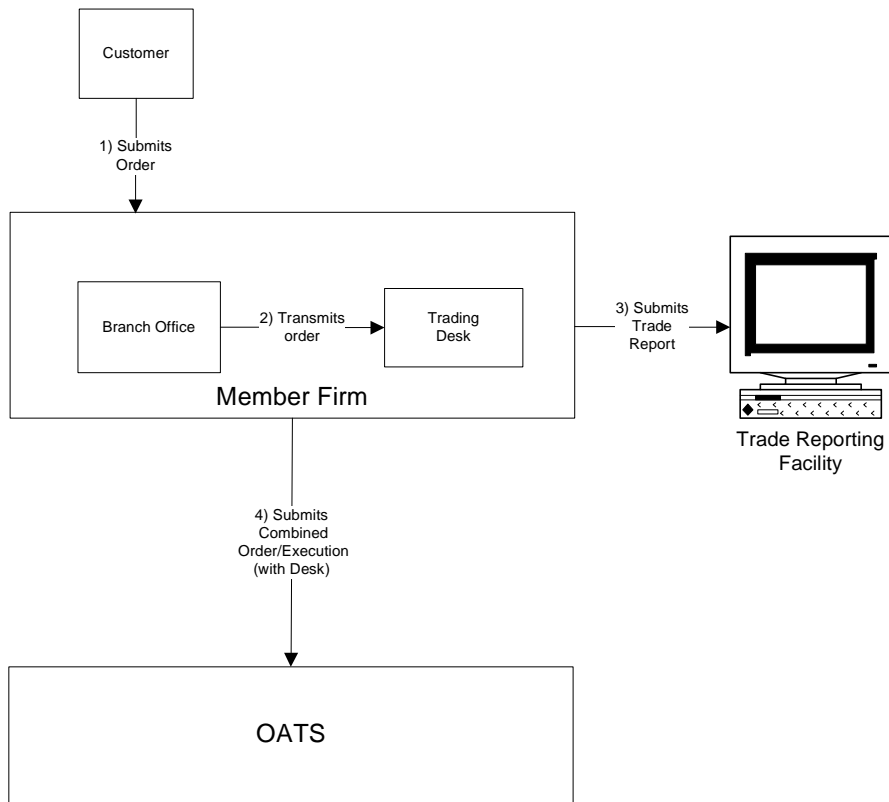 Customer
1) Submits
Order
Branch Office
2) Transmits
order
Trading
Desk
3) Submits
Trade
Report
Member Firm
Trade Reporting
Facility
4) Submits
Combined
Order/Execution
(with Desk)
OATS